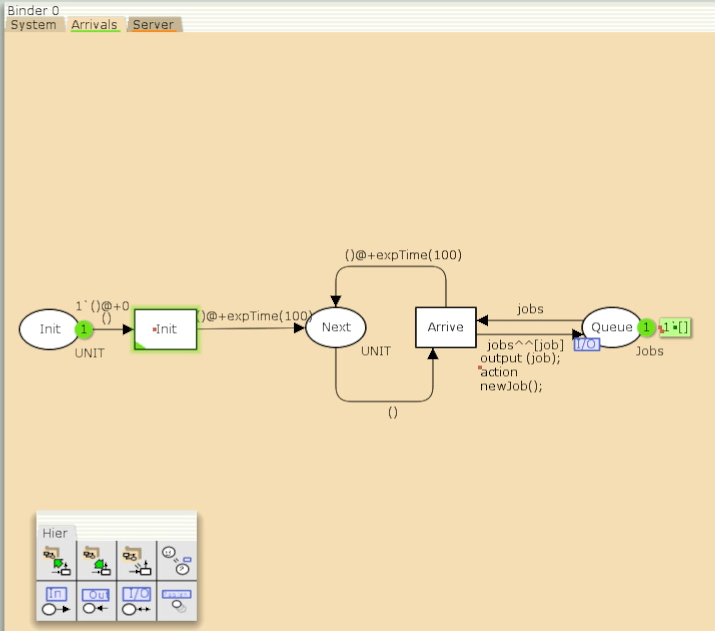 Binder 0
System Arrivals Server
()@+expTime(100)
1`()@+0
()
Init 1
UNIT
Init
()@+expTime(100)
Next
UNIT
()
Arrive
jobs
jobs^^[job]
output (job);
action
newJob();
Queue 1 1`[]
I/O
Jobs
Hier
In Out I/O